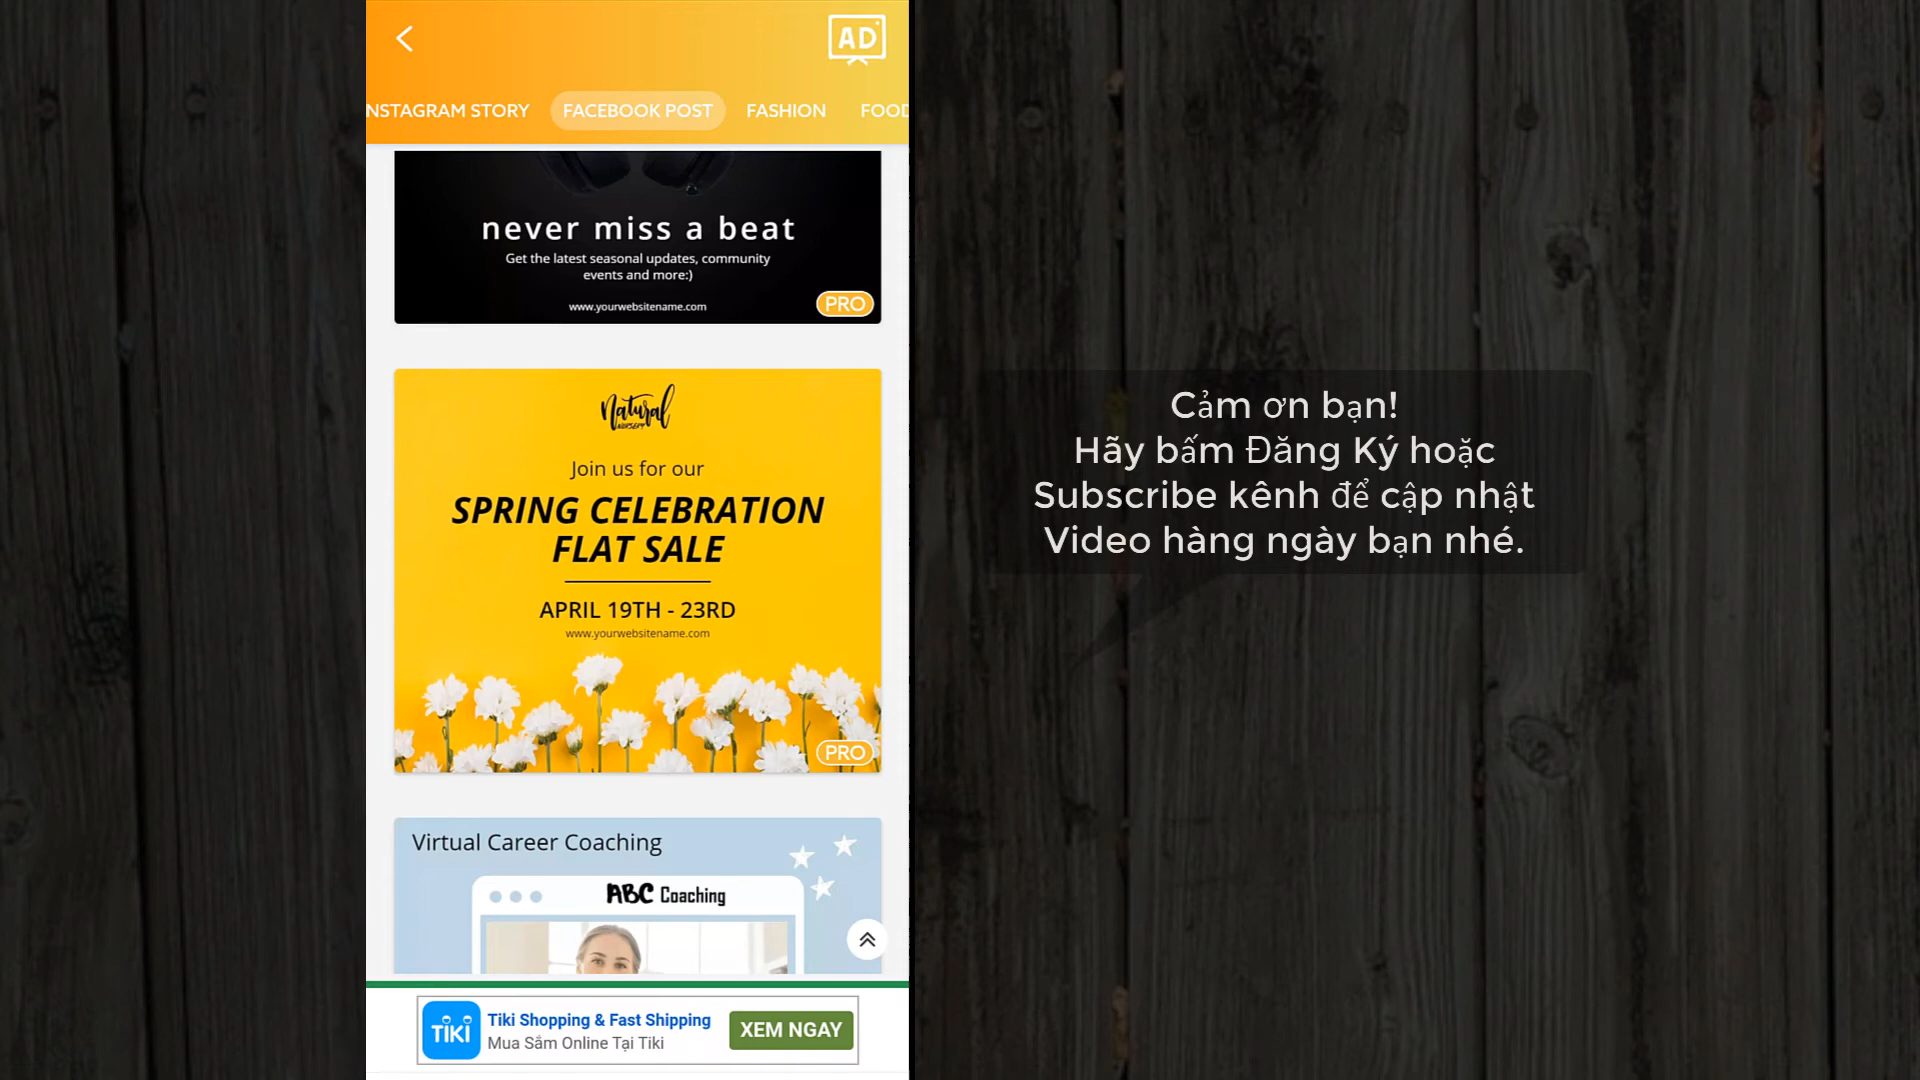 AD
NSTAGRAM STORY
FACEBOOK POST
FASHION
FOOD
never miss a beat
Get the latest seasonal updates, community
events and more:)
www.yourwebsitename.com
PRO
Natural
NURSERY
Join us for our
SPRING CELEBRATION
FLAT SALE
APRIL 19TH - 23RD
www.yourwebsitename.com
PRO
Virtual Career Coaching
ABC Coaching
TIKI
Tiki Shopping & Fast Shipping
Mua Sắm Online Tại Tiki
XEM NGAY
Cảm ơn bạn!
Hãy bấm Đăng Ký hoặc
Subscribe kênh để cập nhật
Video hàng ngày bạn nhé.